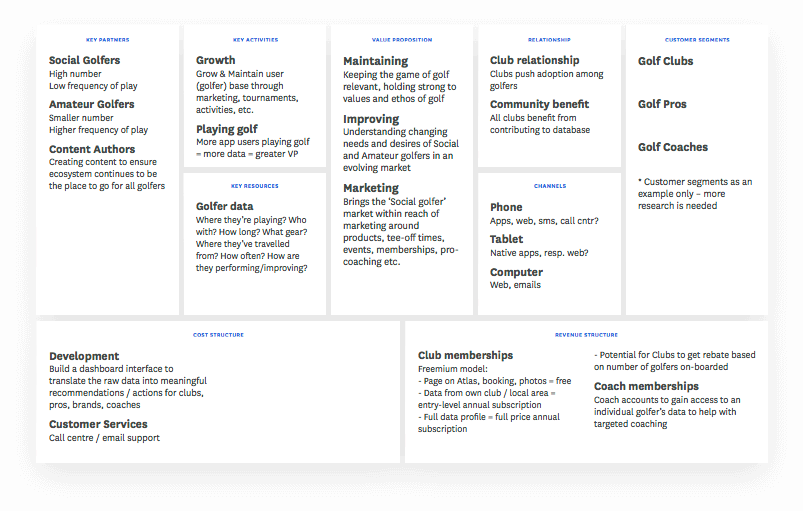 KEY PARTNERS
Social Golfers
High number
Low frequency of play
Amateur Golfers
Smaller number
Higher frequency of play
Content Authors
Creating content to ensure
ecosystem continues to be
the place to go for all golfers
KEY ACTIVITIES
Growth
Grow & Maintain user
(golfer) base through
marketing, tournaments,
activities, etc.
Playing golf
More app users playing golf
= more data = greater VP
KEY RESOURCES
Golfer data
Where they're playing? Who
with? How long? What gear?
Where they've travelled
from? How often? How are
they performing/improving?
VALUE PROPOSITION
Maintaining
Keeping the game of golf
relevant, holding strong to
values and ethos of golf
Improving
Understanding changing
needs and desires of Social
and Amateur golfers in an
evolving market
Marketing
Brings the 'Social golfer'
market within reach of
marketing around
products, tee-off times,
events, memberships, pro-
coaching etc.
RELATIONSHIP
Club relationship
Clubs push adoption among
golfers
Community benefit
All clubs benefit from
contributing to database
CHANNELS
Phone
Apps, web, sms, call cntr?
Tablet
Native apps, resp. web?
Computer
Web, emails
CUSTOMER SEGMENTS
Golf Clubs
Golf Pros
Golf Coaches
* Customer segments as an
example only – more
research is needed
COST STRUCTURE
Development
Build a dashboard interface to
translate the raw data into meaningful
recommendations / actions for clubs,
pros, brands, coaches
Customer Services
Call centre / email support
REVENUE STRUCTURE
Club memberships
Freemium model:
- Page on Atlas, booking, photos = free
- Data from own club / local area =
entry-level annual subscription
- Full data profile = full price annual
subscription
- Potential for Clubs to get rebate based
on number of golfers on-boarded
Coach memberships
Coach accounts to gain access to an
individual golfer's data to help with
targeted coaching